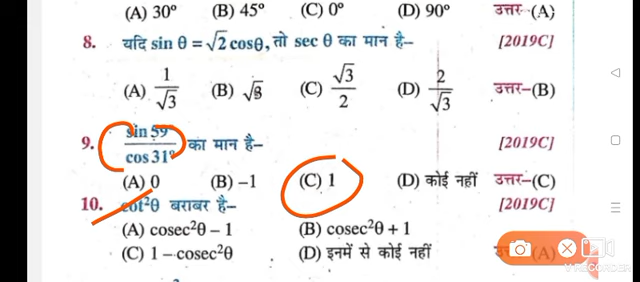 (A) 30° (B) 45° (C) 0° (D) 90° उत्तर-(A)
8. यदि sin θ = √2 cosθ, तो sec θ का मान है– [2019C]
(A) 1/√3 (B) √3 (C) √3/2 (D) 2/√3 उत्तर–(B)
9. sin 59°/cos 31° का मान है– [2019C]
(A) 0 (B) –1 (C) 1 (D) कोई नहीं उत्तर–(C)
10. cot²θ बराबर है– [2019C]
(A) cosec²θ – 1 (B) cosec²θ + 1
(C) 1 – cosec²θ (D) इनमें से कोई नहीं (A)
RECORDER